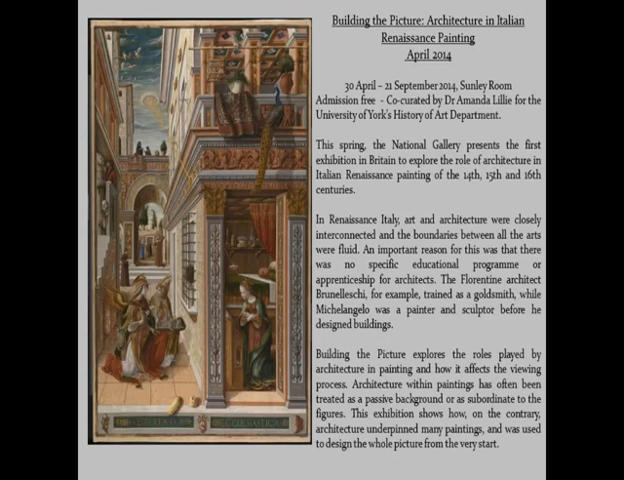 Building the Picture: Architecture in Italian
Renaissance Painting
April 2014
30 April – 21 September 2014, Sunley Room
Admission free - Co-curated by Dr Amanda Lillie for the
University of York's History of Art Department.
This spring, the National Gallery presents the first
exhibition in Britain to explore the role of architecture in
Italian Renaissance painting of the 14th, 15th and 16th
centuries.
In Renaissance Italy, art and architecture were closely
interconnected and the boundaries between all the arts
were fluid. An important reason for this was that there
was no specific educational programme or
apprenticeship for architects. The Florentine architect
Brunelleschi, for example, trained as a goldsmith, while
Michelangelo was a painter and sculptor before he
designed buildings.
Building the Picture explores the roles played by
architecture in painting and how it affects the viewing
process. Architecture within paintings has often been
treated as a passive background or as subordinate to the
figures. This exhibition shows how, on the contrary,
architecture underpinned many paintings, and was used
to design the whole picture from the very start.